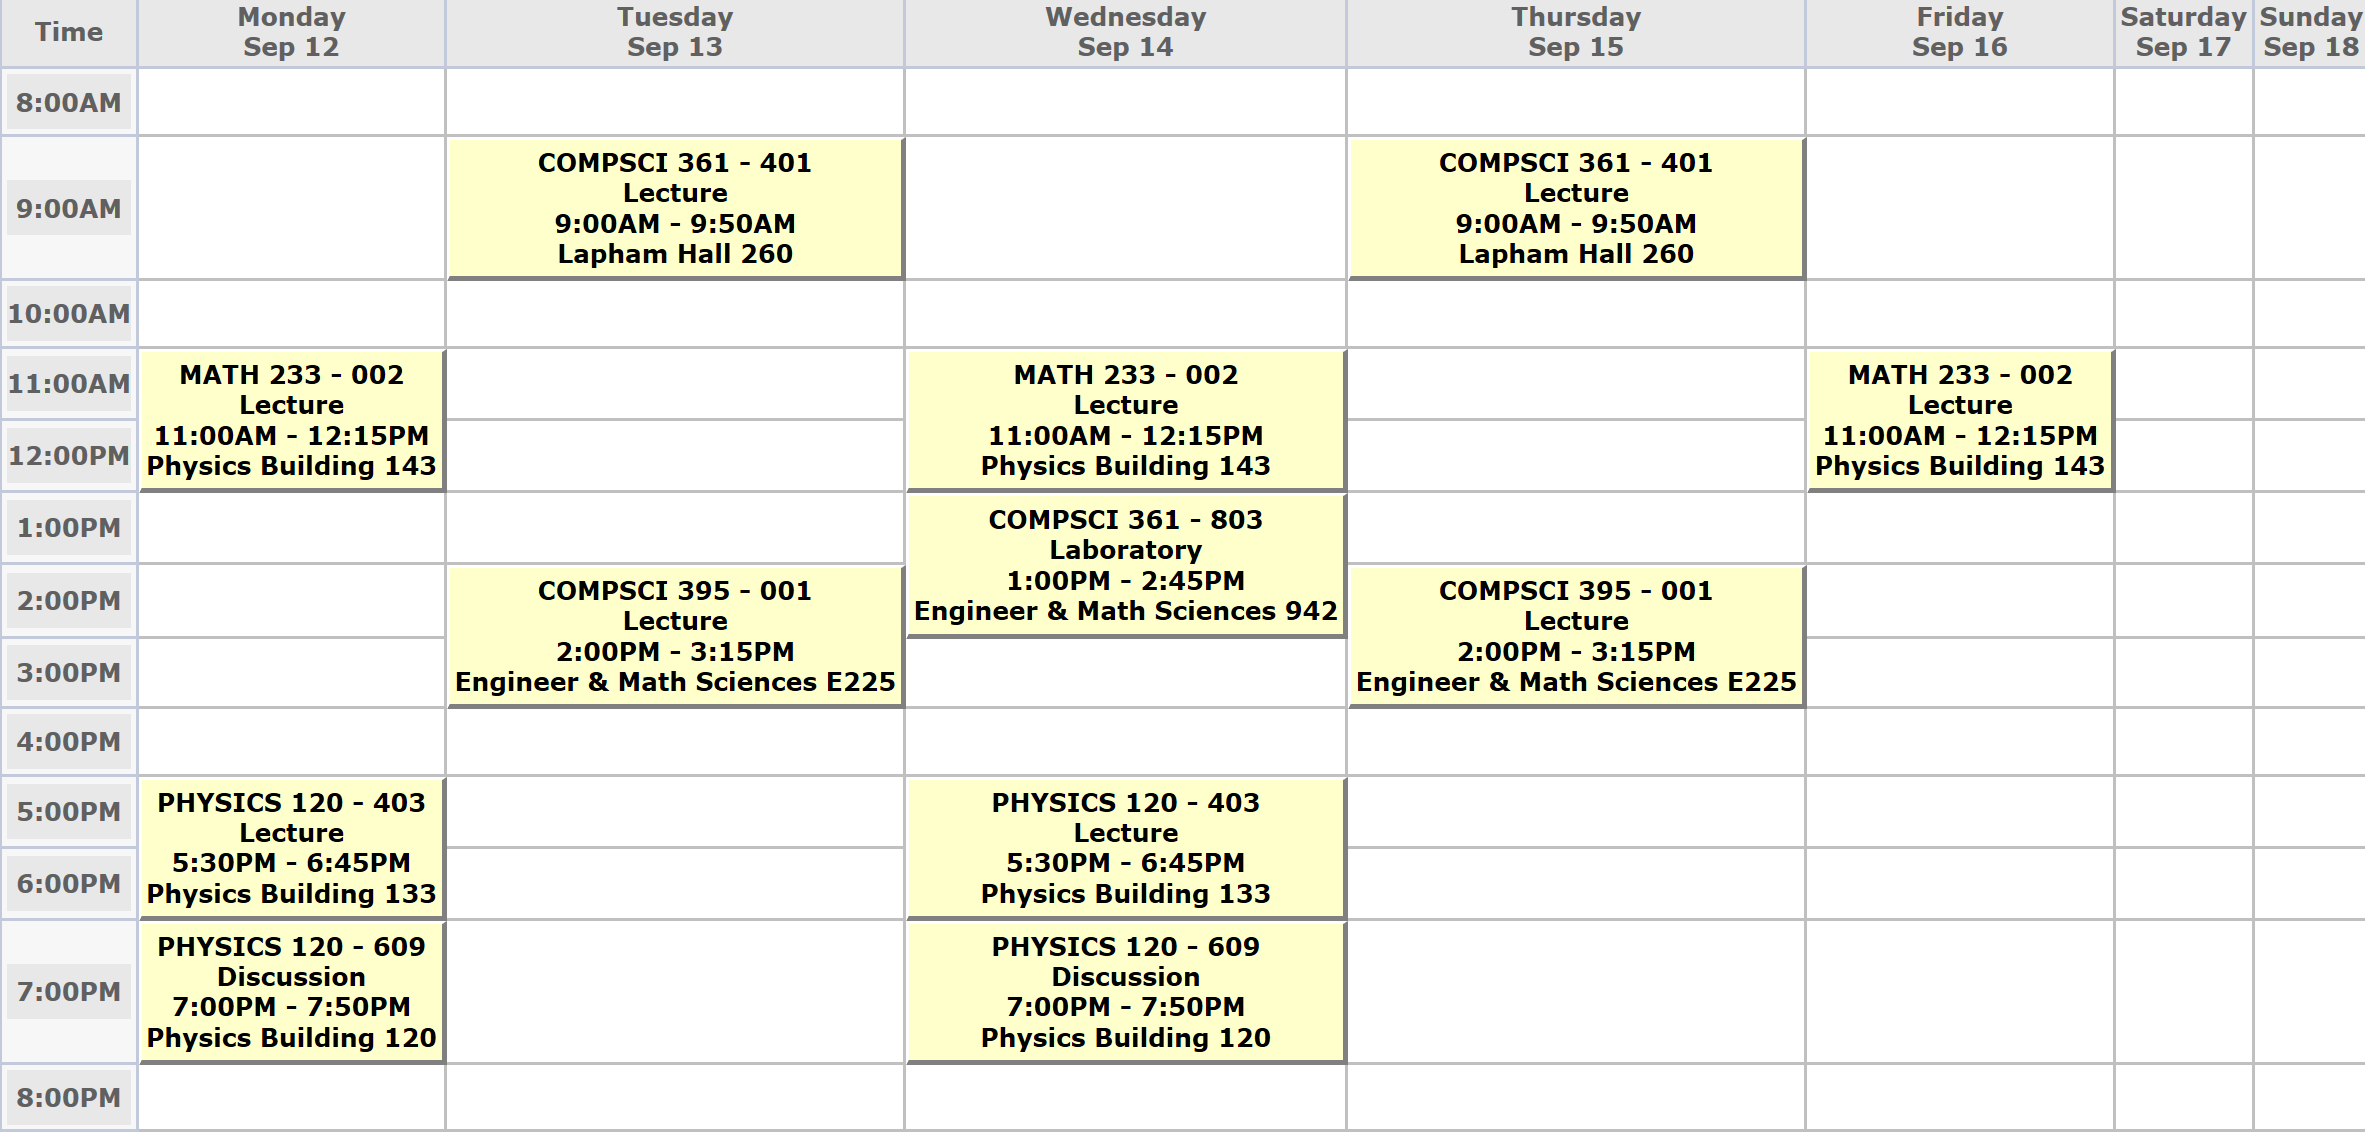 Time
Monday
Sep 12
Tuesday
Sep 13
Wednesday
Sep 14
Thursday
Sep 15
Friday
Sep 16
Saturday
Sep 17
Sunday
Sep 18
8:00AM
9:00AM
COMPSCI 361 - 401
Lecture
9:00AM - 9:50AM
Lapham Hall 260
COMPSCI 361 - 401
Lecture
9:00AM - 9:50AM
Lapham Hall 260
10:00AM
11:00AM
MATH 233 - 002
Lecture
11:00AM - 12:15PM
Physics Building 143
MATH 233 - 002
Lecture
11:00AM - 12:15PM
Physics Building 143
MATH 233 - 002
Lecture
11:00AM - 12:15PM
Physics Building 143
12:00PM
1:00PM
COMPSCI 361 - 803
Laboratory
1:00PM - 2:45PM
Engineer & Math Sciences 942
2:00PM
COMPSCI 395 - 001
Lecture
2:00PM - 3:15PM
Engineer & Math Sciences E225
COMPSCI 395 - 001
Lecture
2:00PM - 3:15PM
Engineer & Math Sciences E225
3:00PM
4:00PM
5:00PM
PHYSICS 120 - 403
Lecture
5:30PM - 6:45PM
Physics Building 133
PHYSICS 120 - 403
Lecture
5:30PM - 6:45PM
Physics Building 133
6:00PM
7:00PM
PHYSICS 120 - 609
Discussion
7:00PM - 7:50PM
Physics Building 120
PHYSICS 120 - 609
Discussion
7:00PM - 7:50PM
Physics Building 120
8:00PM